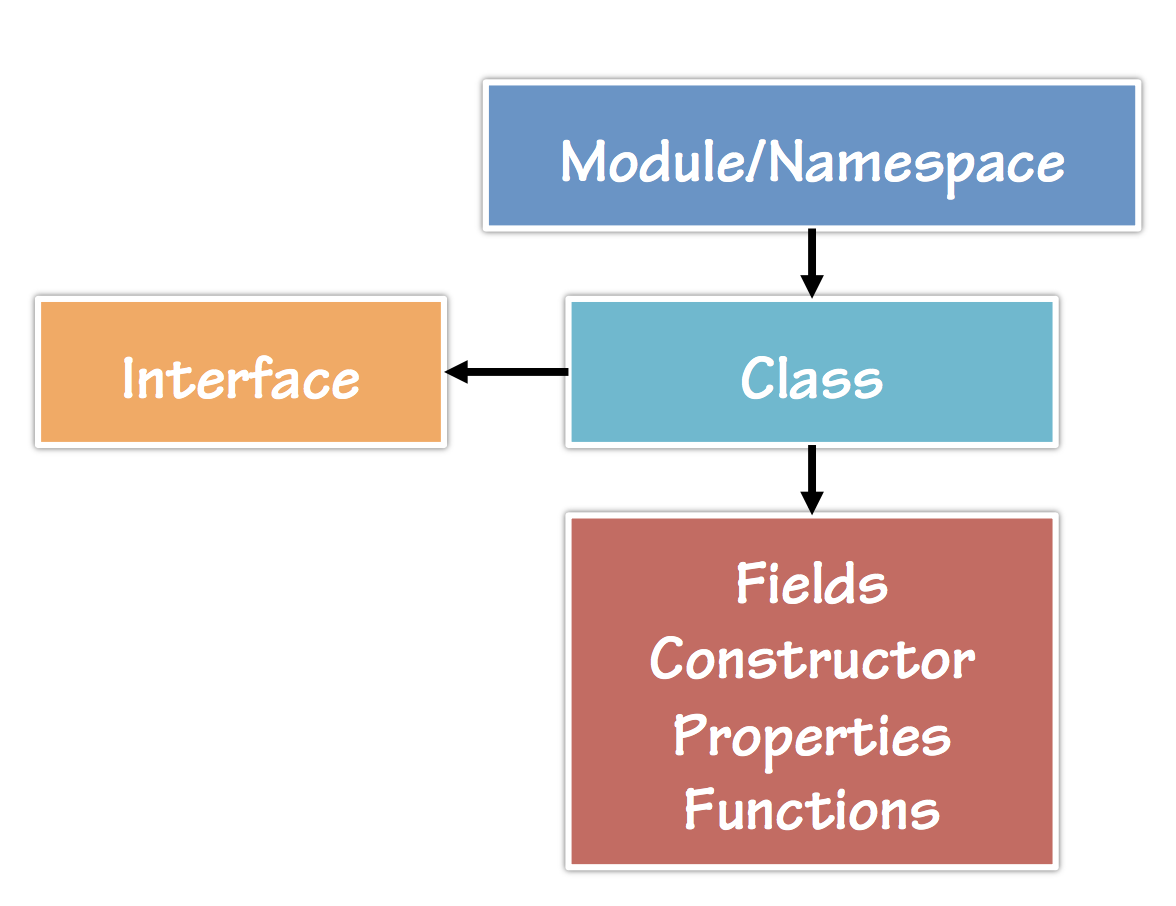 Module/Namespace
Interface
Class
Fields
Constructor
Properties
Functions